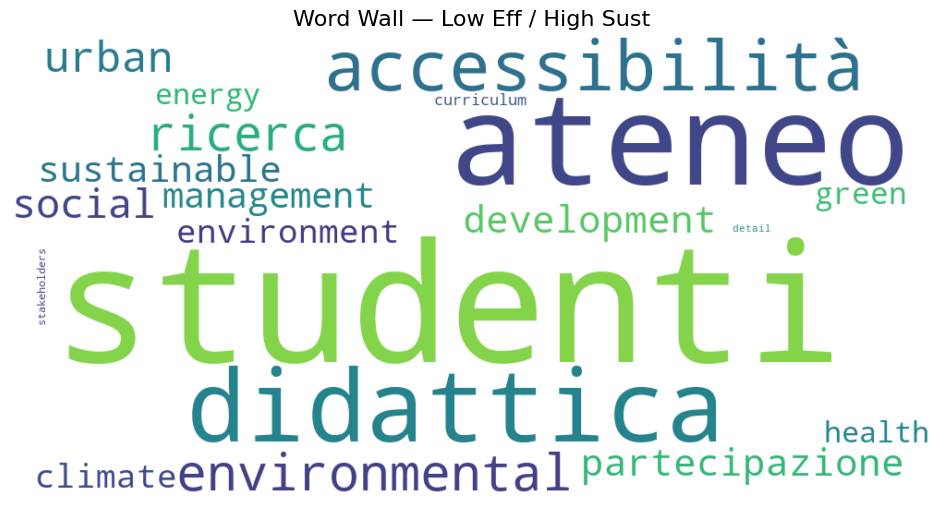 Word Wall — Low Eff / High Sust
urban
accessibilità
energy
curriculum
ateneo
ricerca
sustainable
management
green
social
development
environment
detail
stakeholders
studenti
didattica
health
partecipazione
climate
environmental